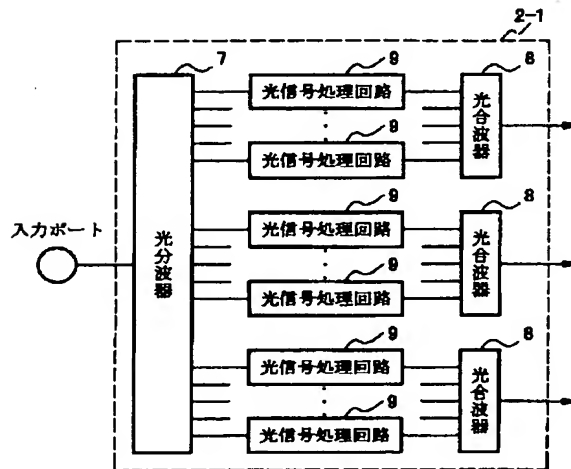 2-1
7
9
8
光信号処理回路
9
光信号処理回路
光合波器
9
8
光信号処理回路
入力ポート
光分波器
9
光信号処理回路
光合波器
9
8
光信号処理回路
9
光信号処理回路
光合波器